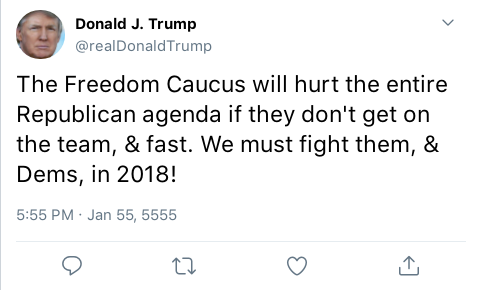 Donald J. Trump
@realDonaldTrump
The Freedom Caucus will hurt the entire
Republican agenda if they don't get on
the team, & fast. We must fight them, &
Dems, in 2018!
5:55 PM · Jan 55, 5555